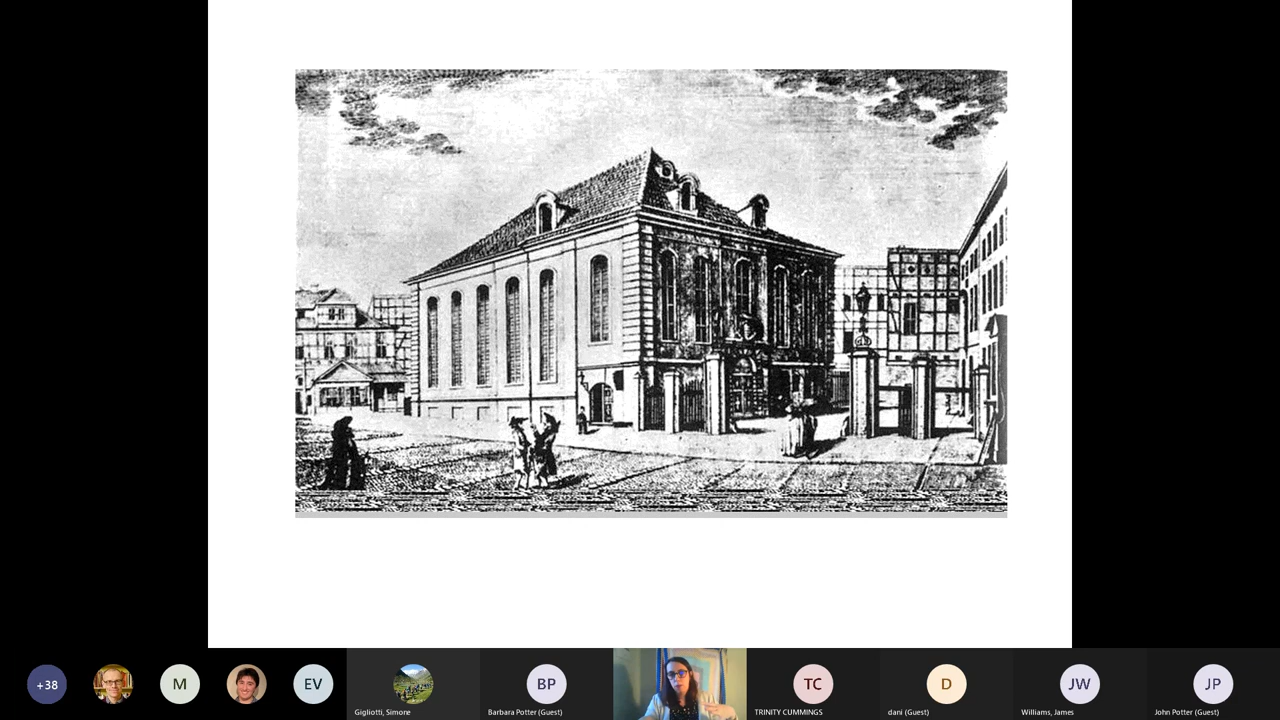 +38
M
EV
BP
TC
D
JW
JP
Gigliotti, Simone
Barbara Potter (Guest)
TRINITY CUMMINGS
dani (Guest)
Williams, James
John Potter (Guest)